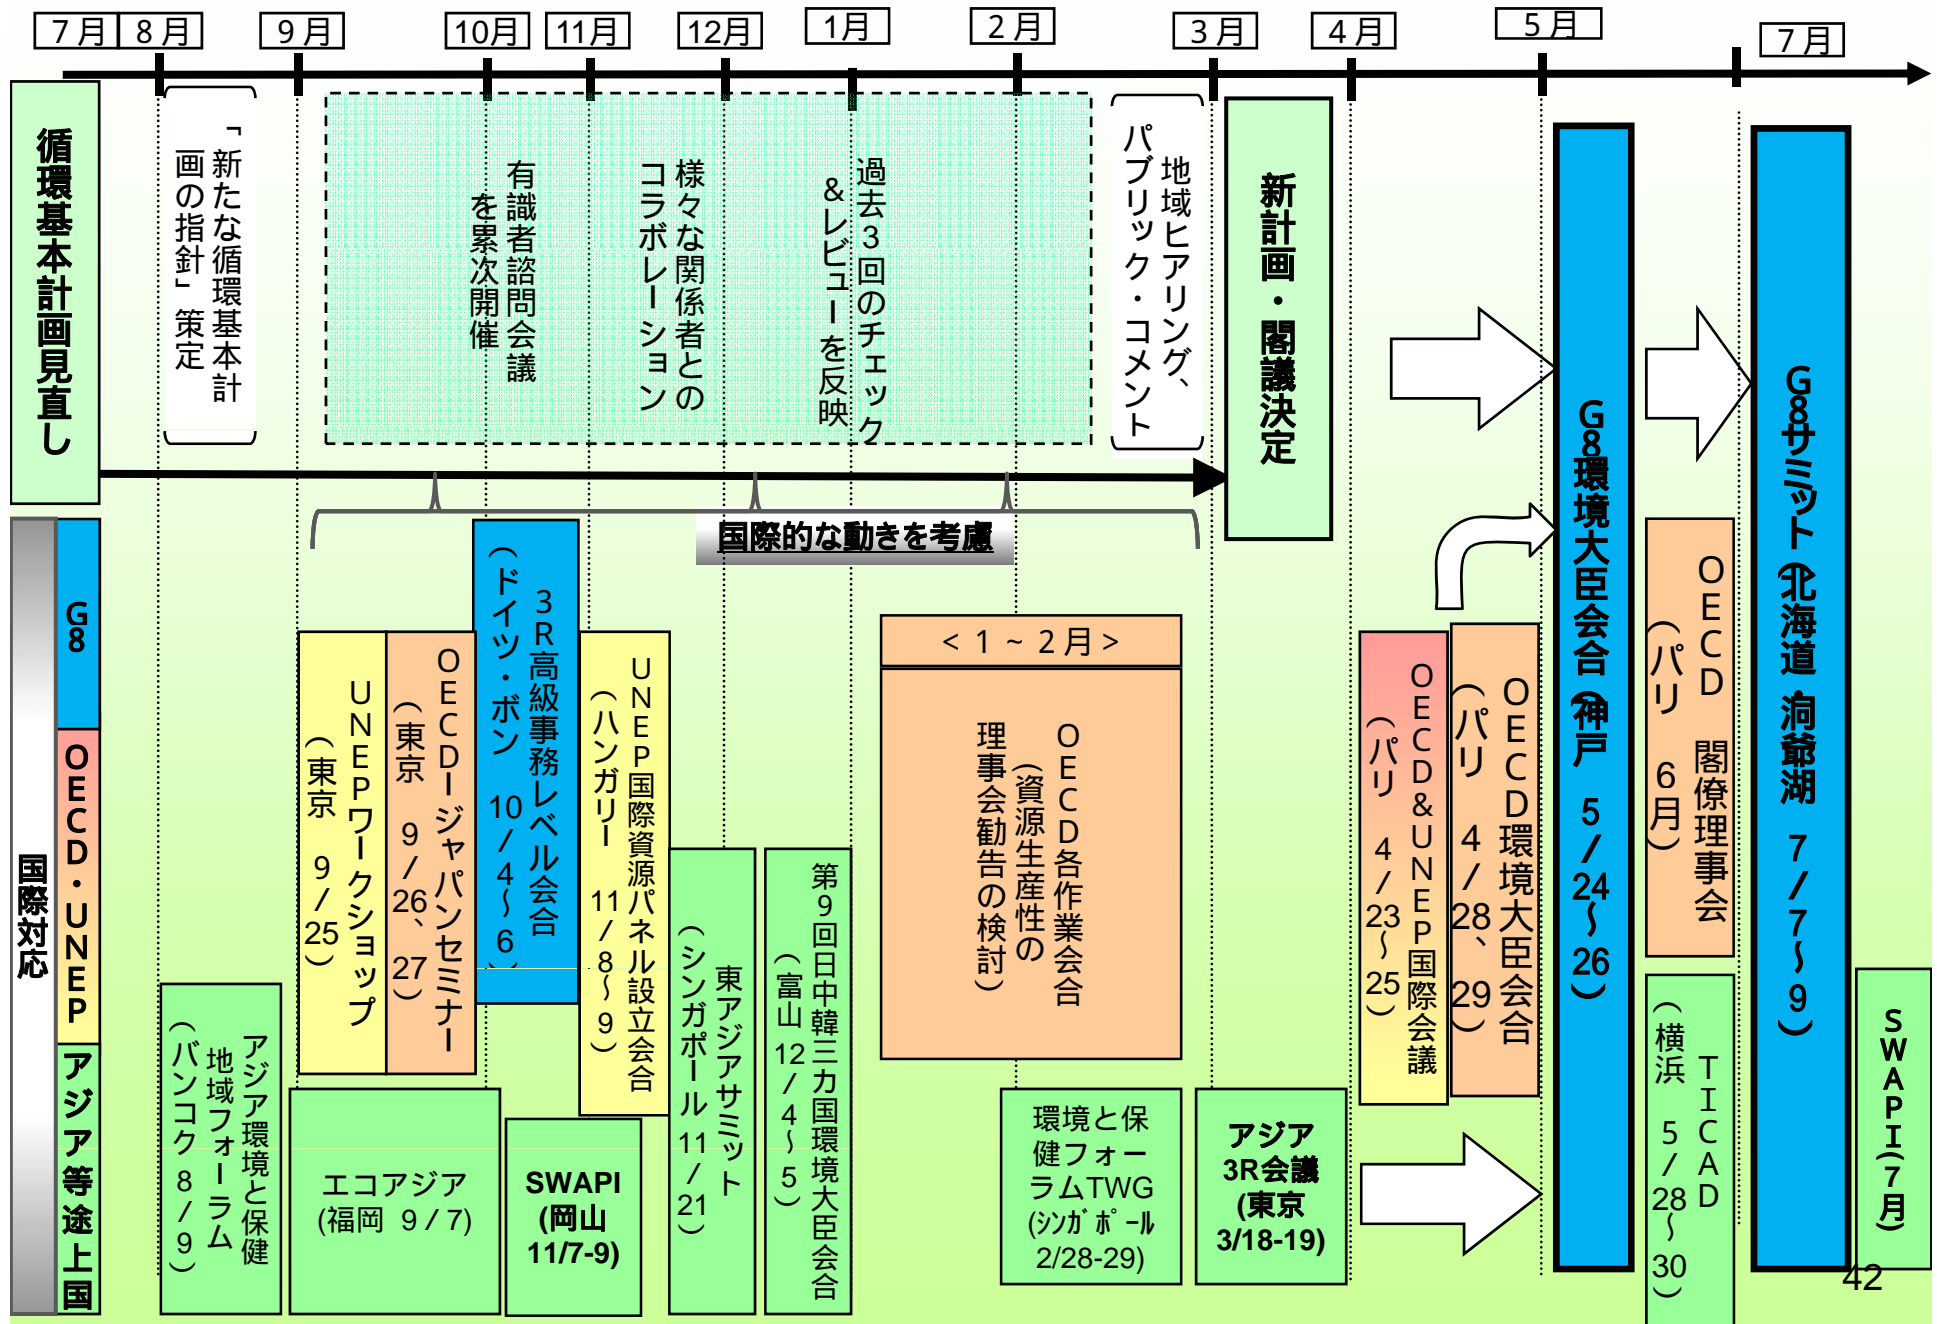 7月
8月
9月
10月
11月
12月
1月
2月
3月
4月
5月
7月
循環基本計画見直し
「新たな循環基本計
画の指針」策定
有識者諮問会議
を累次開催
様々な関係者との
コラボレーション
過去3回のチェック
&レビューを反映
地域ヒアリング、
パブリック・コメント
新計画・閣議決定
国際的な動きを考慮
国際対応
G8
OECD・UNEP
アジア等途上国
アジア環境と保健
地域フォーラム
(バンコク 8/9)
UNEPワークショップ
(東京 9/25)
OECDージャパンセミナー
(東京 9/26、27)
エコアジア
(福岡 9/7)
3R高級事務レベル会合
(ドイツ・ボン 10/4~6)
SWAPI
(岡山
11/7-9)
UNEP国際資源パネル設立会合
(ハンガリー 11/8~9)
東アジアサミット
(シンガポール 11/21)
第9回日中韓三カ国環境大臣会合
(富山 12/4~5)
<1~2月>
OECD各作業会合
(資源生産性の
理事会勧告の検討)
環境と保
健フォー
ラムTWG
(シンガポール
2/28-29)
アジア
3R会議
(東京
3/18-19)
OECD&UNEP国際会議
(パリ 4/23~25)
OECD環境大臣会合
(パリ 4/28、29)
G8環境大臣会合(神戸 5/24~26)
OECD 閣僚理事会
(パリ 6月)
TICAD
(横浜 5/28~30)
G8サミット(北海道・洞爺湖 7/7~9)
SWAPI(7月)
42